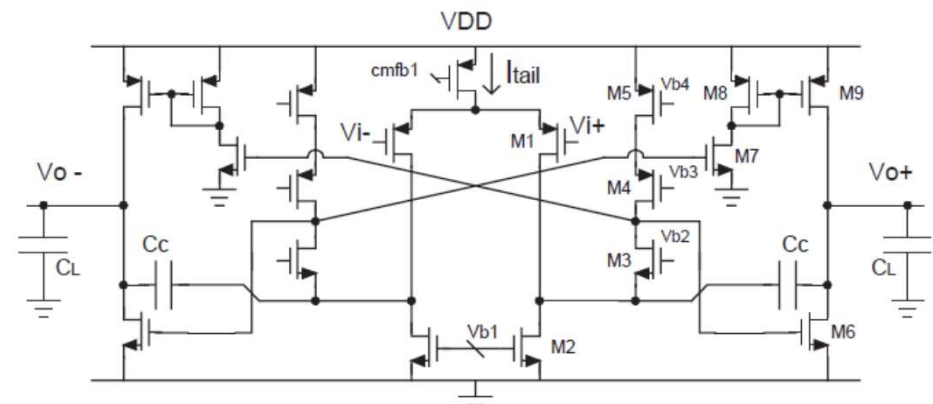 VDD
cmfb1
Itail
M5
Vb4
M8
M9
Vi-
M1
Vi+
M7
Vo -
M4
Vb3
Vo+
Cc
Vb2
Cc
CL
M3
CL
Vb1
M2
M6